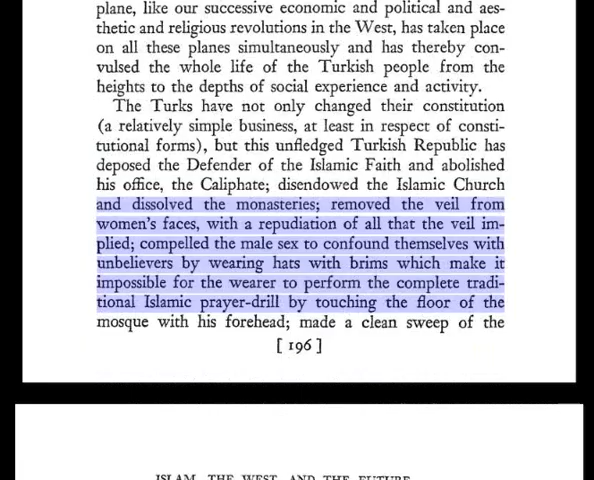 plane, like our successive economic and political and aes-
thetic and religious revolutions in the West, has taken place
on all these planes simultaneously and has thereby con-
vulsed the whole life of the Turkish people from the
heights to the depths of social experience and activity.
The Turks have not only changed their constitution
(a relatively simple business, at least in respect of consti-
tutional forms), but this unfledged Turkish Republic has
deposed the Defender of the Islamic Faith and abolished
his office, the Caliphate; disendowed the Islamic Church
and dissolved the monasteries; removed the veil from
women's faces, with a repudiation of all that the veil im-
plied; compelled the male sex to confound themselves with
unbelievers by wearing hats with brims which make it
impossible for the wearer to perform the complete tradi-
tional Islamic prayer-drill by touching the floor of the
mosque with his forehead; made a clean sweep of the
[ 196 ]
ISLAM, THE WEST, AND THE FUTURE